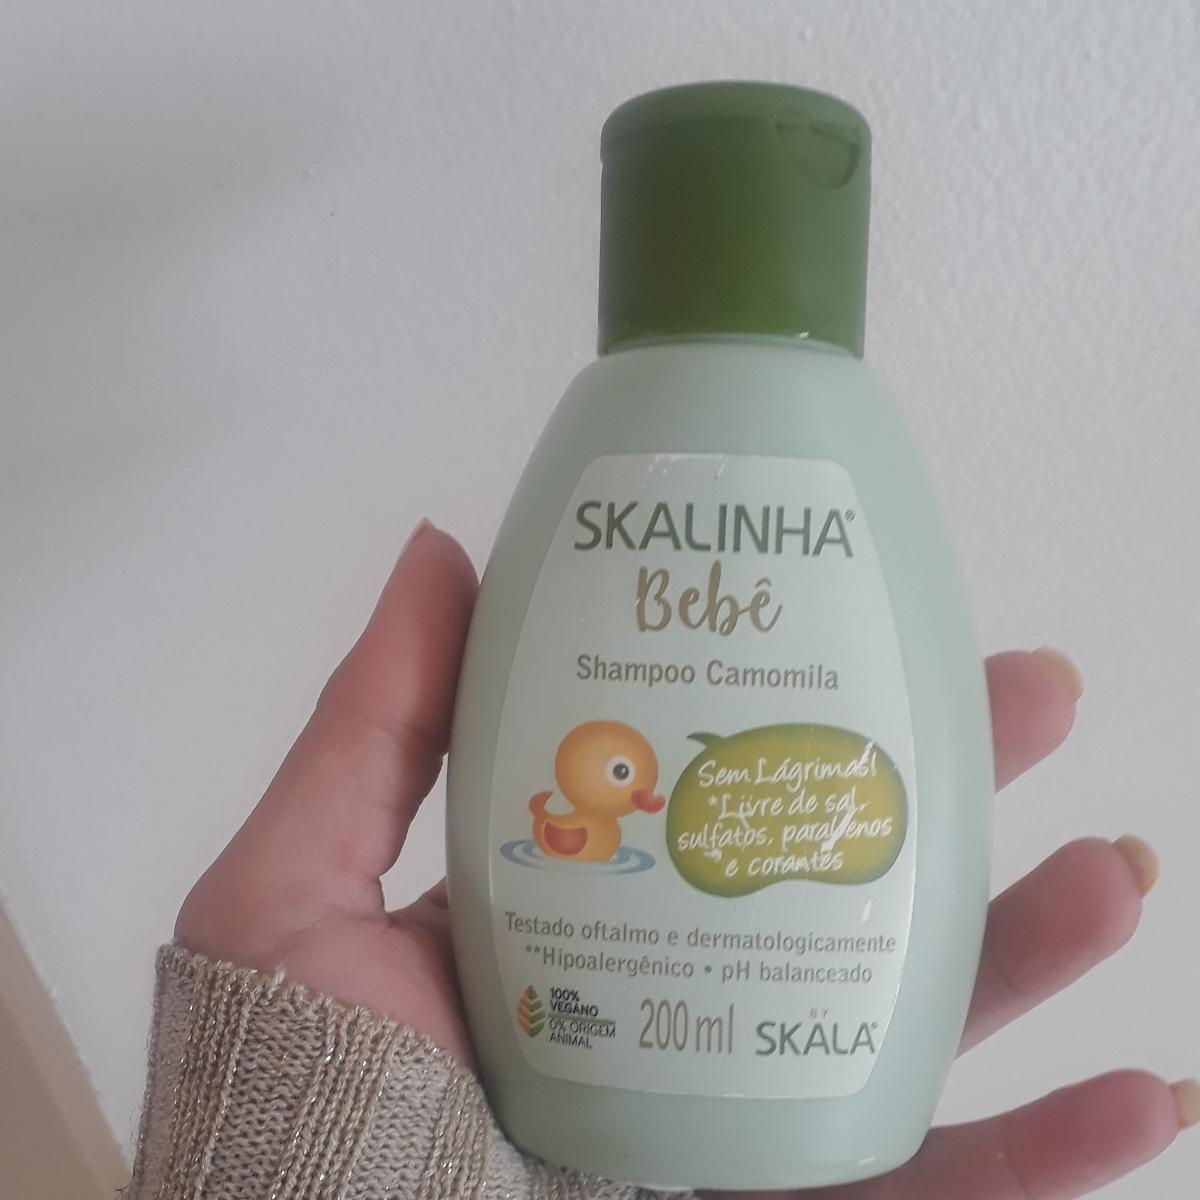 SKALINHA®
Bebê
Shampoo Camomila
Sem Lágrimas!
*Livre de sal,
sulfatos, parabenos
e corantes
Testado oftalmo e dermatologicamente
**Hipoalergênico • pH balanceado
100%
VEGANO
0% ORIGEM
ANIMAL
200ml
BY
SKALA®